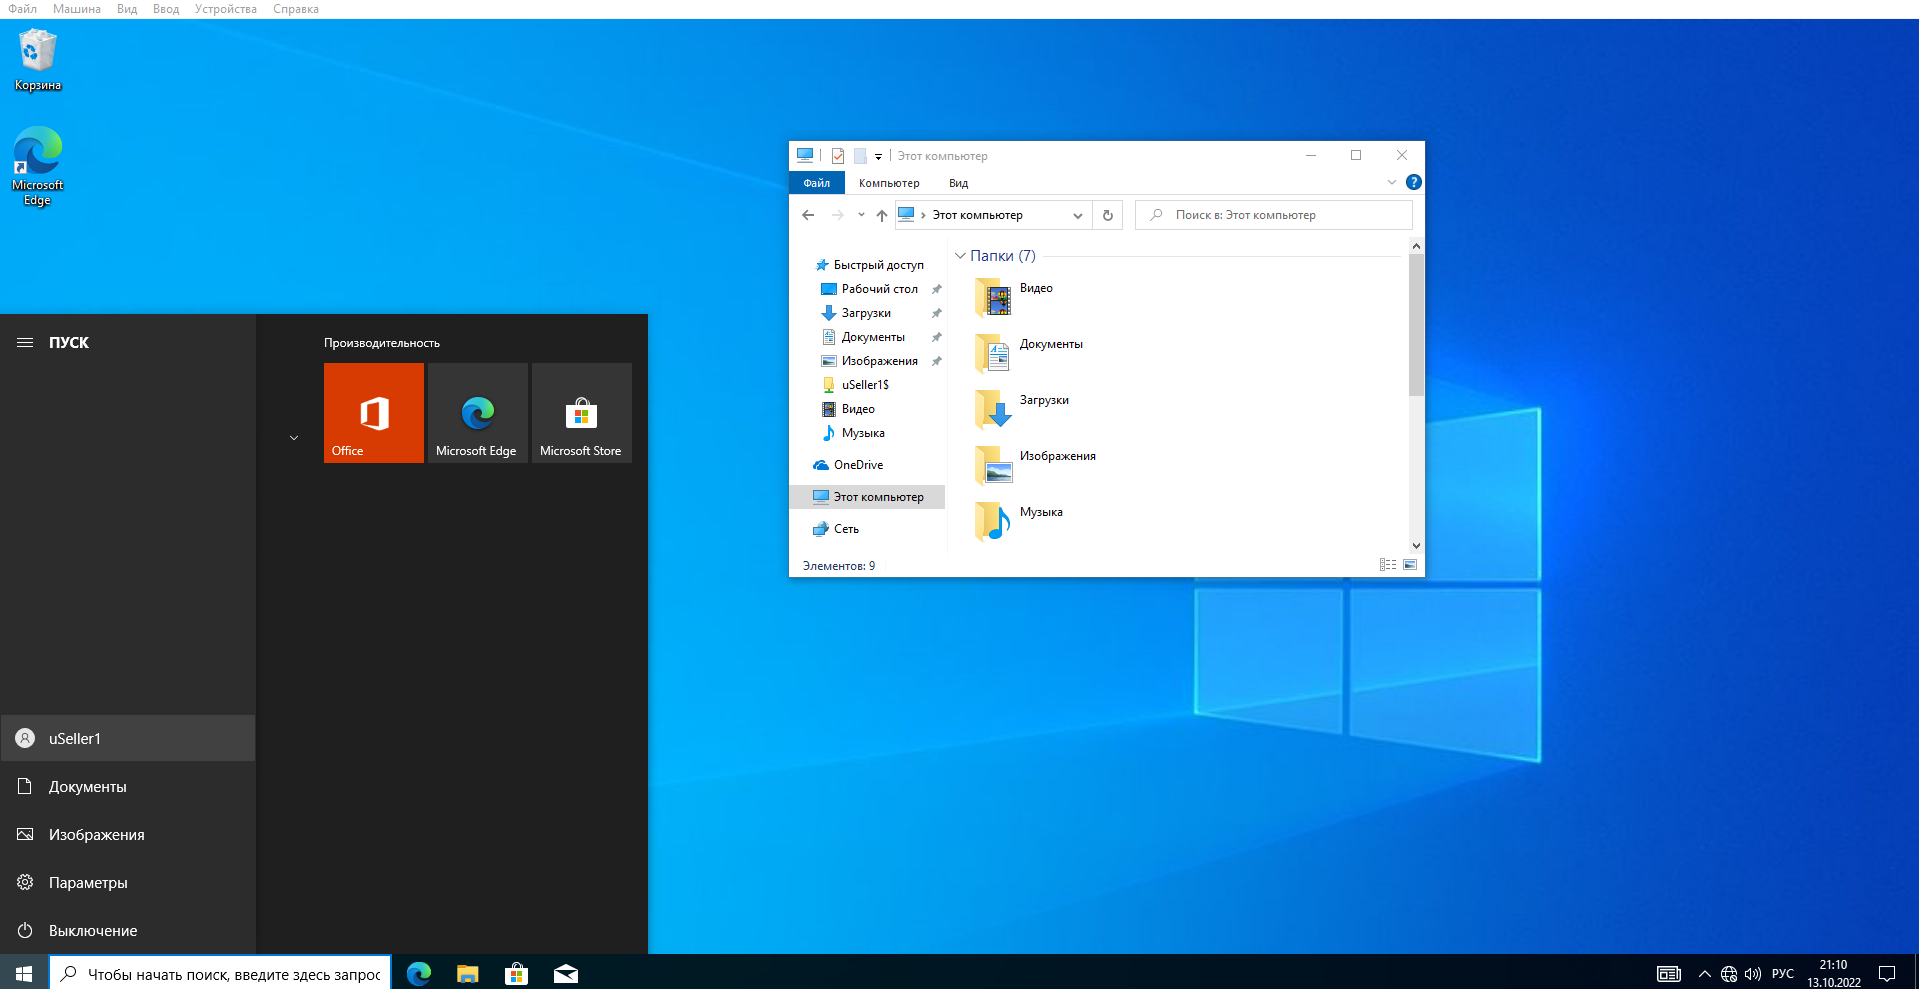 Файл Машина Вид Ввод Устройства Справка
Корзина
Microsoft
Edge
Этот компьютер
Файл Компьютер Вид
Этот компьютер
Поиск в: Этот компьютер
Быстрый доступ
Рабочий стол
Загрузки
Документы
Изображения
uSeller1$
Видео
Музыка
OneDrive
Этот компьютер
Сеть
Папки (7)
Видео
Документы
Загрузки
Изображения
Музыка
Элементов: 9
ПУСК
Производительность
Office
Microsoft Edge
Microsoft Store
uSeller1
Документы
Изображения
Параметры
Выключение
Чтобы начать поиск, введите здесь запрос
РУС
21:10
13.10.2022